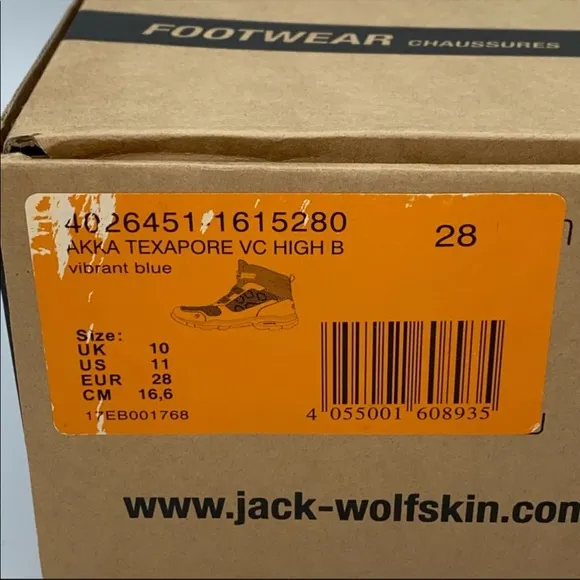 FOOTWEAR CHAUSSURES
4026451-1615280
AKKA TEXAPORE VC HIGH B
28
vibrant blue
Size:
UK 10
US 11
EUR 28
CM 16,6
17EB001768
4 055001 608935
www.jack-wolfskin.com